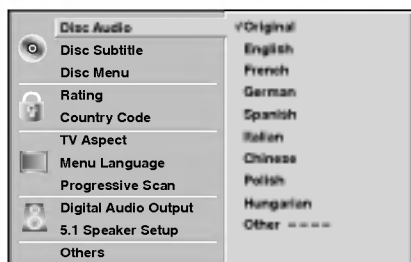 Disc Audio
Disc Subtitle
Disc Menu
Rating
Country Code
TV Aspect
Menu Language
Progressive Scan
Digital Audio Output
5.1 Speaker Setup
Others
√Original
English
French
German
Spanish
Italian
Chinese
Polish
Hungarian
Other – – – –